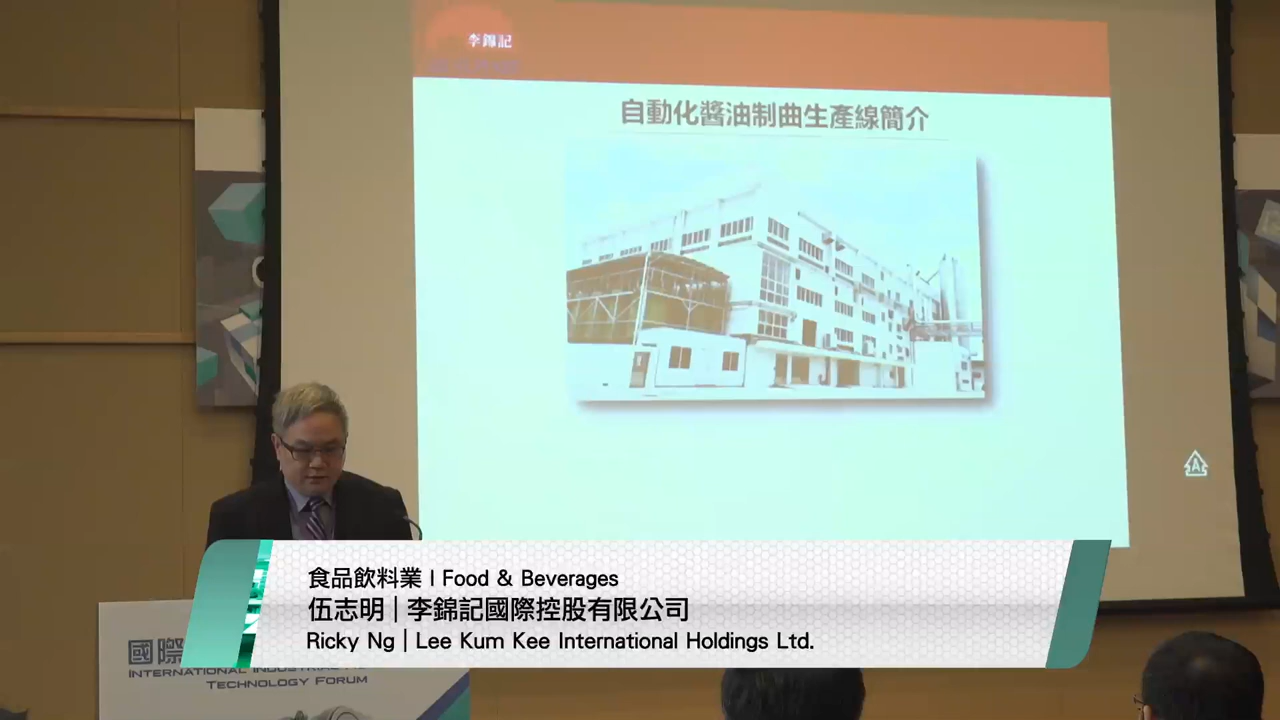 李錦記
自動化醬油制曲生產線簡介
A
食品飲料業 | Food & Beverages
伍志明 | 李錦記國際控股有限公司
Ricky Ng | Lee Kum Kee International Holdings Ltd.
國際
INTERNATIONAL INDUSTRIAL
TECHNOLOGY FORUM